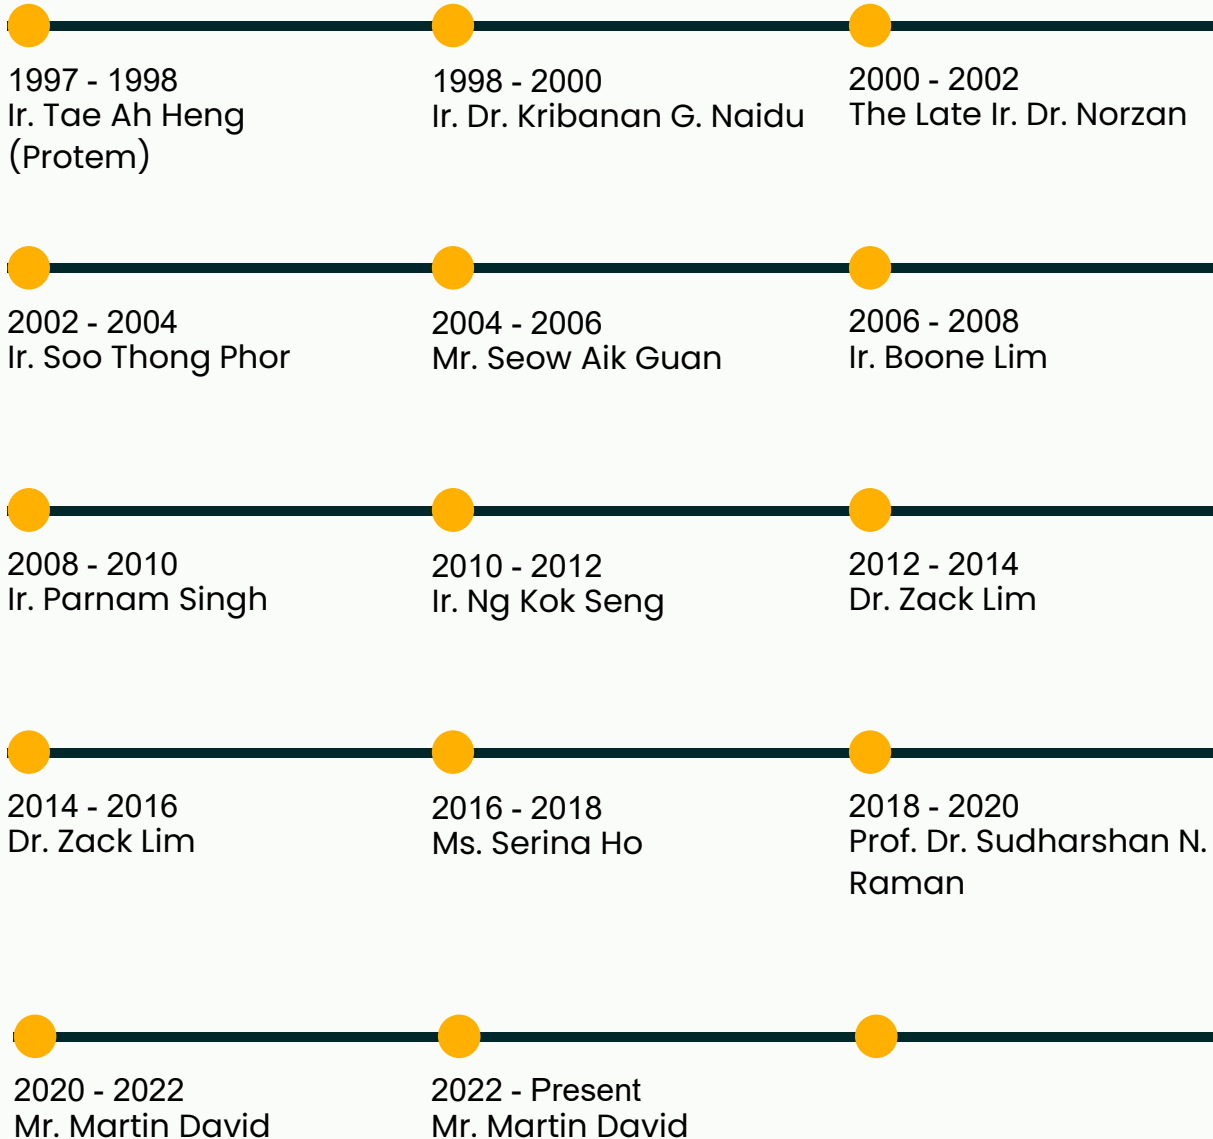 1997 - 1998
Ir. Tae Ah Heng
(Protem)
1998 - 2000
Ir. Dr. Kribanan G. Naidu
2000 - 2002
The Late Ir. Dr. Norzan
2002 - 2004
Ir. Soo Thong Phor
2004 - 2006
Mr. Seow Aik Guan
2006 - 2008
Ir. Boone Lim
2008 - 2010
Ir. Parnam Singh
2010 - 2012
Ir. Ng Kok Seng
2012 - 2014
Dr. Zack Lim
2014 - 2016
Dr. Zack Lim
2016 - 2018
Ms. Serina Ho
2018 - 2020
Prof. Dr. Sudharshan N.
Raman
2020 - 2022
Mr. Martin David
2022 - Present
Mr. Martin David